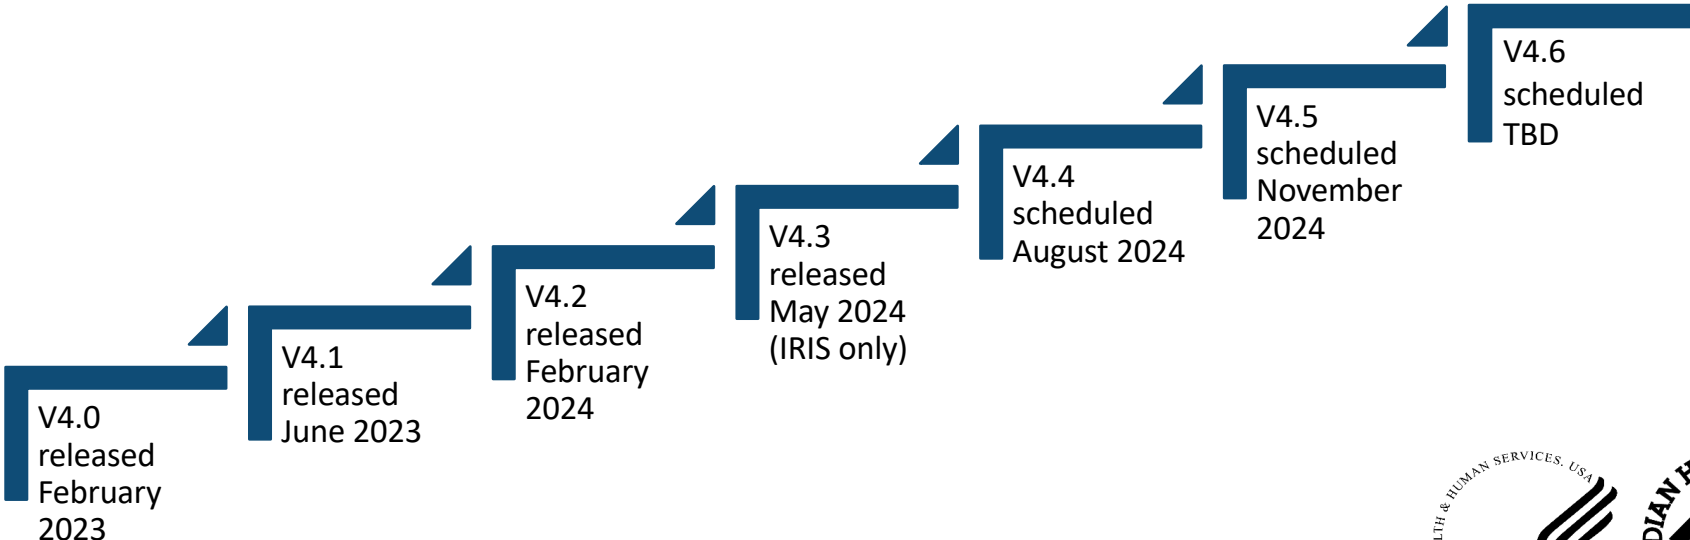 V4.0
released
February
2023
V4.1
released
June 2023
V4.2
released
February
2024
V4.3
released
May 2024
(IRIS only)
V4.4
scheduled
August 2024
V4.5
scheduled
November
2024
V4.6
scheduled
TBD
& HUMAN SERVICES. USA